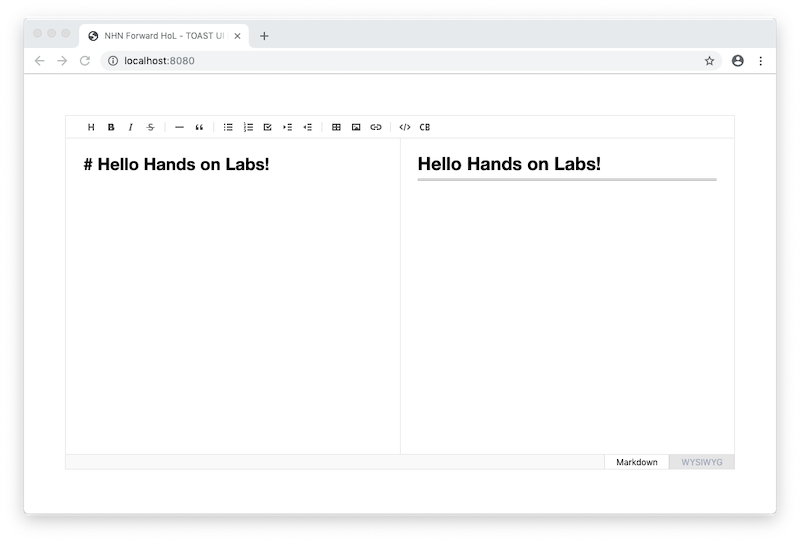 NHN Forward HoL - TOAST UI
localhost:8080
H B I S </> CB
# Hello Hands on Labs!
Hello Hands on Labs!
Markdown
WYSIWYG